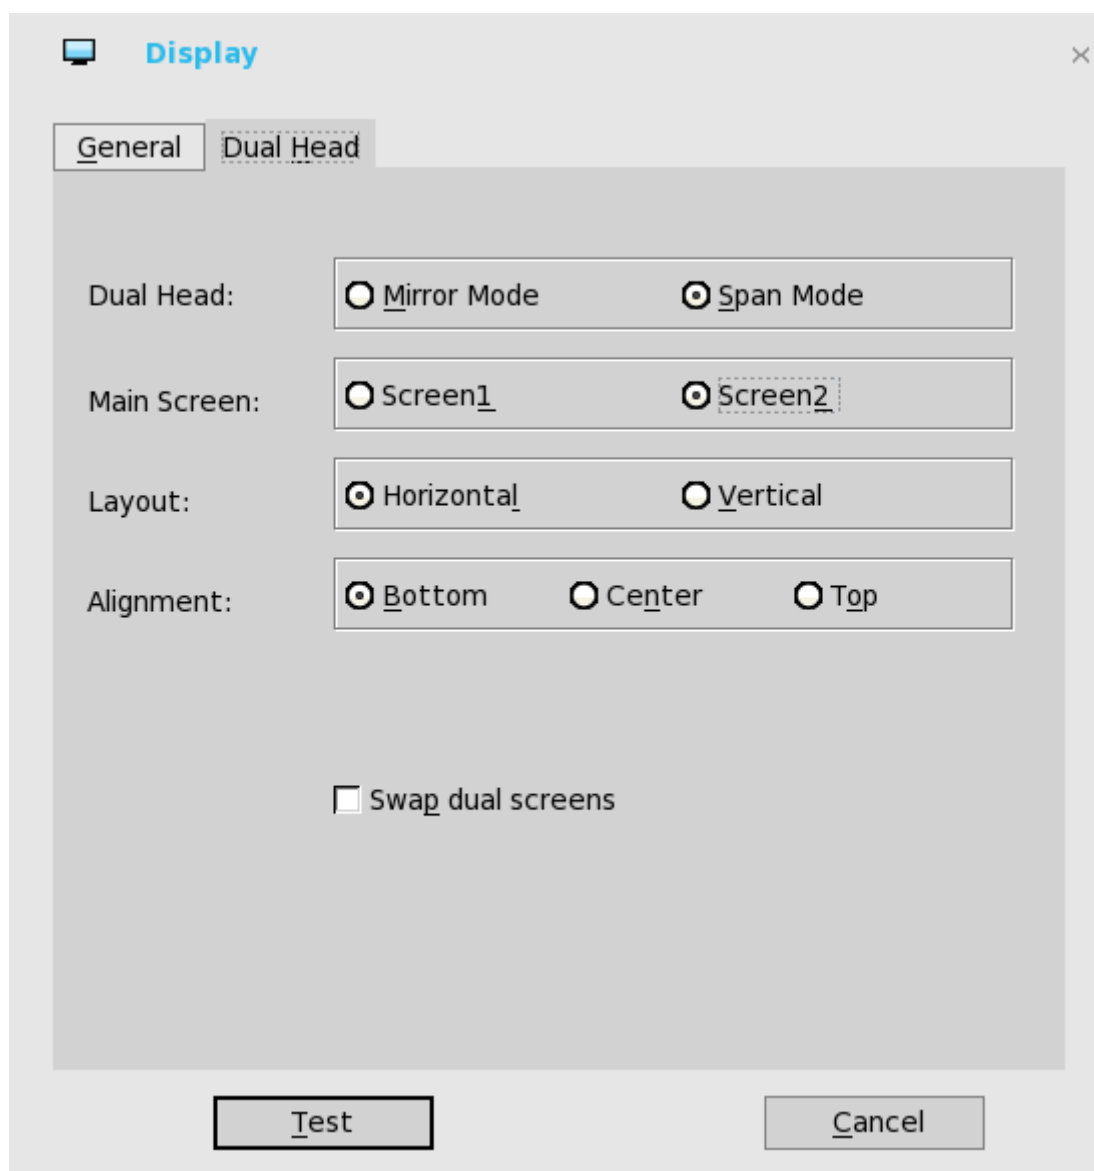 Display
General Dual Head
Dual Head: Mirror Mode Span Mode
Main Screen: Screen1 Screen2
Layout: Horizontal Vertical
Alignment: Bottom Center Top
Swap dual screens
Test Cancel